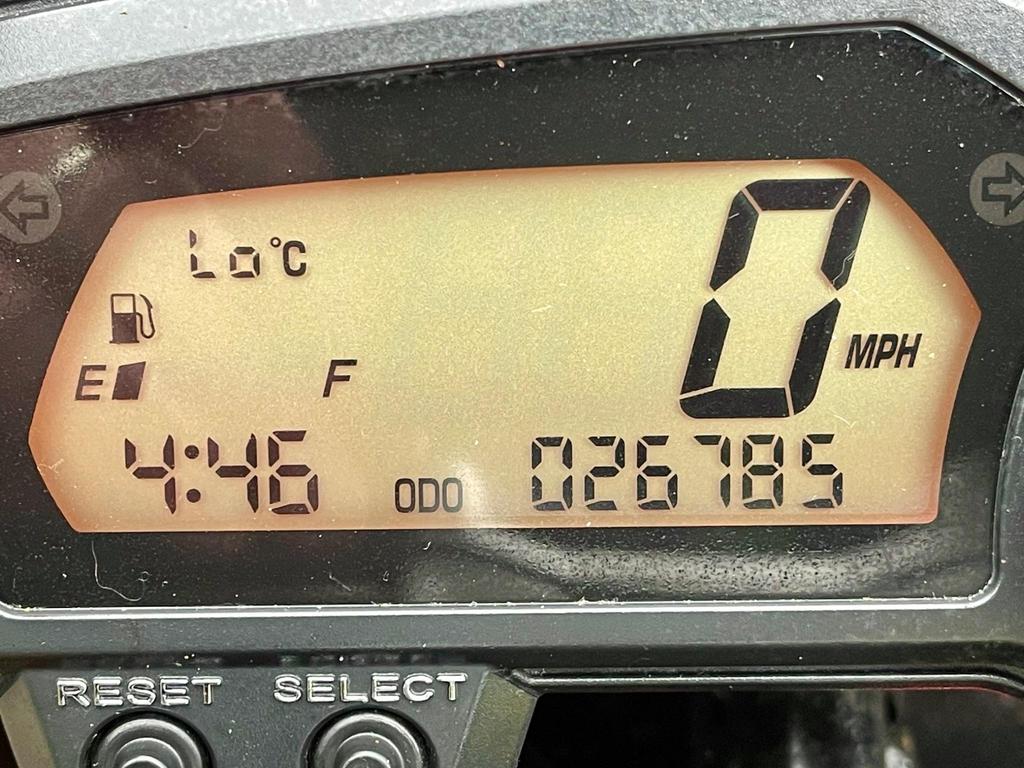 Lo°C
0 MPH
E F
4:46 ODO 026785
RESET SELECT